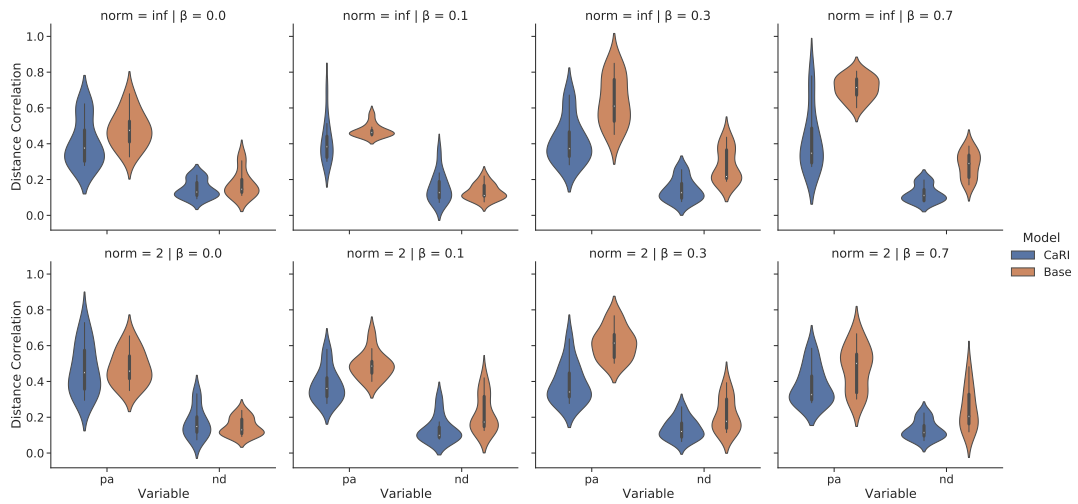 norm = inf | β = 0.0
norm = inf | β = 0.1
norm = inf | β = 0.3
norm = inf | β = 0.7
Distance Correlation
1.0
0.8
0.6
0.4
0.2
0.0
norm = 2 | β = 0.0
norm = 2 | β = 0.1
norm = 2 | β = 0.3
norm = 2 | β = 0.7
Distance Correlation
1.0
0.8
0.6
0.4
0.2
0.0
pa nd
pa nd
pa nd
pa nd
Variable
Variable
Variable
Variable
Model
CaRI
Base